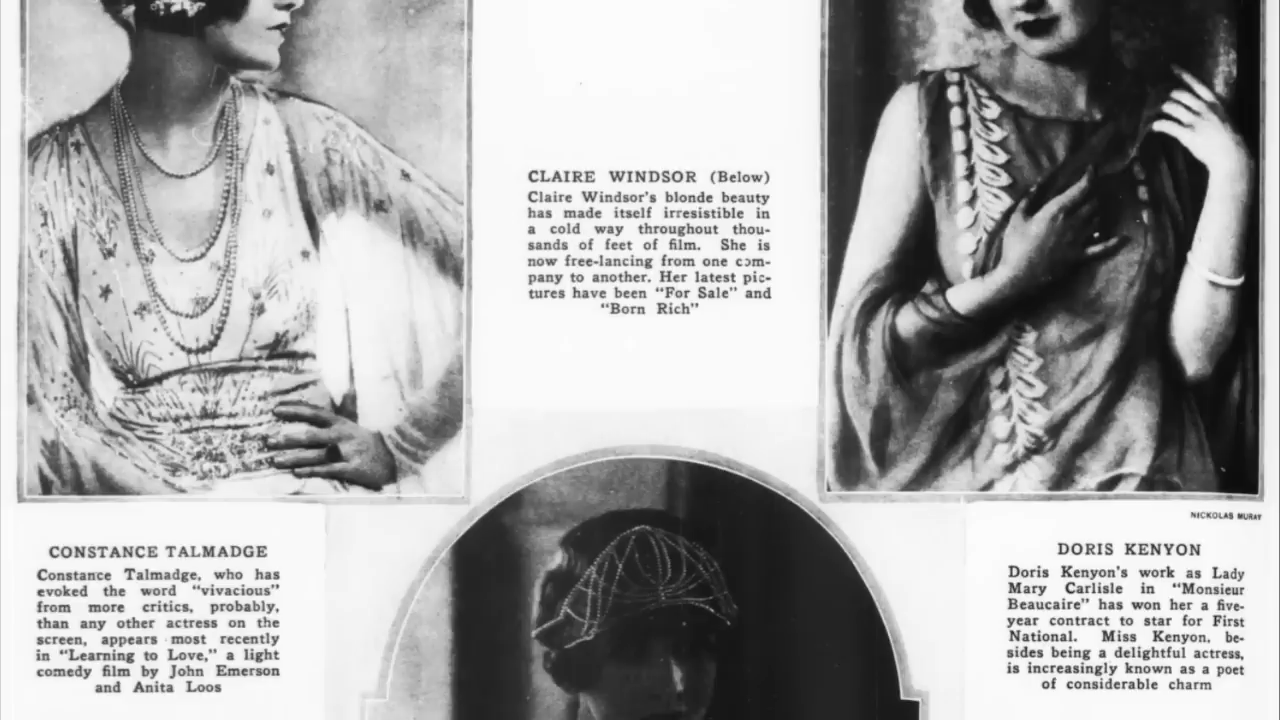 CLAIRE WINDSOR (Below)
Claire Windsor's blonde beauty
has made itself irresistible in
a cold way throughout thou-
sands of feet of film. She is
now free-lancing from one com-
pany to another. Her latest pic-
tures have been "For Sale" and
"Born Rich"
NICKOLAS MURAY
CONSTANCE TALMADGE
Constance Talmadge, who has
evoked the word "vivacious"
from more critics, probably,
than any other actress on the
screen, appears most recently
in "Learning to Love," a light
comedy film by John Emerson
and Anita Loos
DORIS KENYON
Doris Kenyon's work as Lady
Mary Carlisle in "Monsieur
Beaucaire" has won her a five-
year contract to star for First
National. Miss Kenyon, be-
sides being a delightful actress,
is increasingly known as a poet
of considerable charm